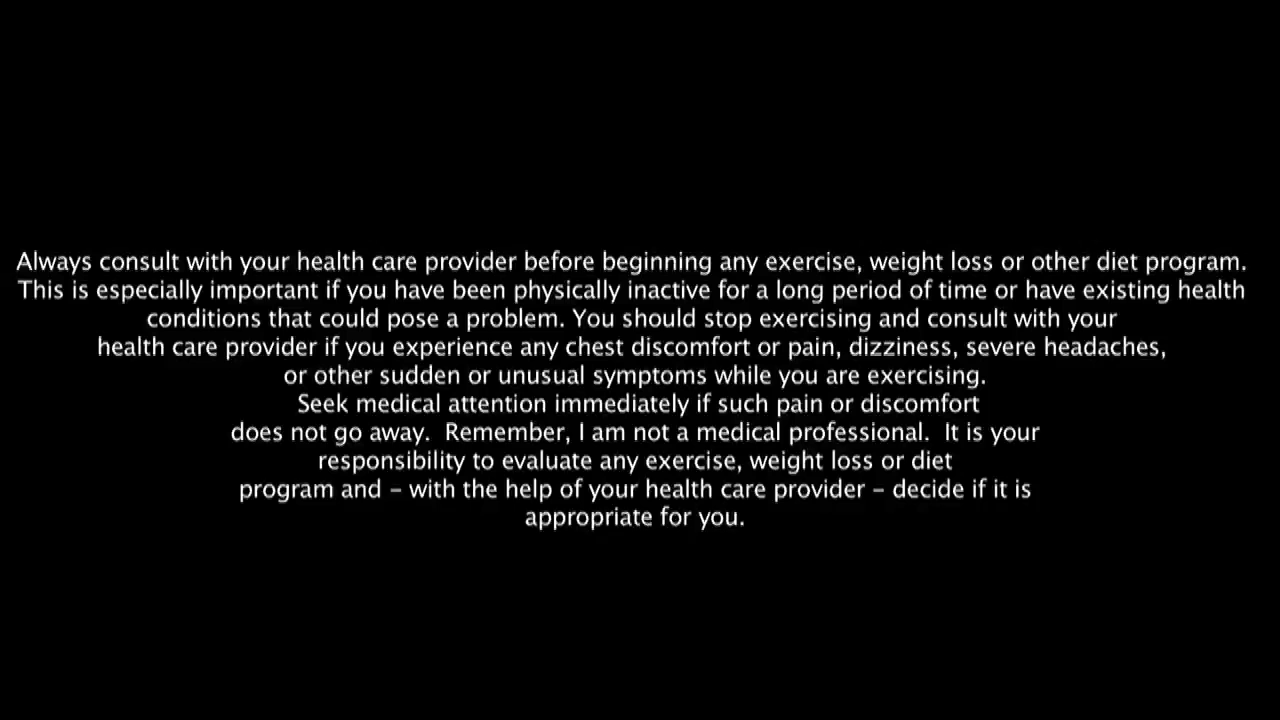 Always consult with your health care provider before beginning any exercise, weight loss or other diet program.
This is especially important if you have been physically inactive for a long period of time or have existing health
conditions that could pose a problem. You should stop exercising and consult with your
health care provider if you experience any chest discomfort or pain, dizziness, severe headaches,
or other sudden or unusual symptoms while you are exercising.
Seek medical attention immediately if such pain or discomfort
does not go away.  Remember, I am not a medical professional.  It is your
responsibility to evaluate any exercise, weight loss or diet
program and – with the help of your health care provider – decide if it is
appropriate for you.